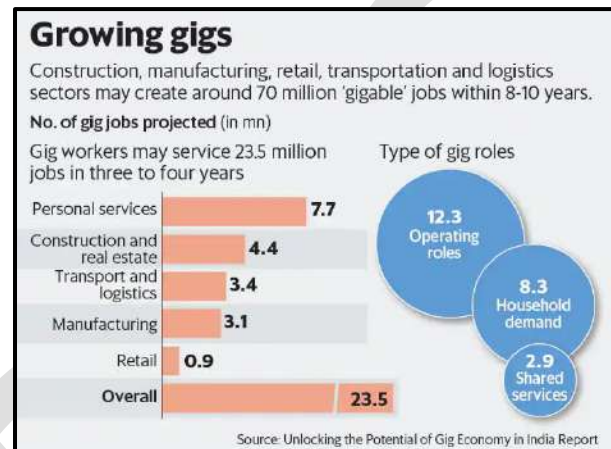 Growing gigs
Construction, manufacturing, retail, transportation and logistics
sectors may create around 70 million 'gigable' jobs within 8-10 years.
No. of gig jobs projected (in mn)
Gig workers may service 23.5 million
jobs in three to four years
Personal services 7.7
Construction and
real estate 4.4
Transport and
logistics 3.4
Manufacturing 3.1
Retail 0.9
Overall 23.5
Type of gig roles
12.3
Operating
roles
8.3
Household
demand
2.9
Shared
services
Source: Unlocking the Potential of Gig Economy in India Report